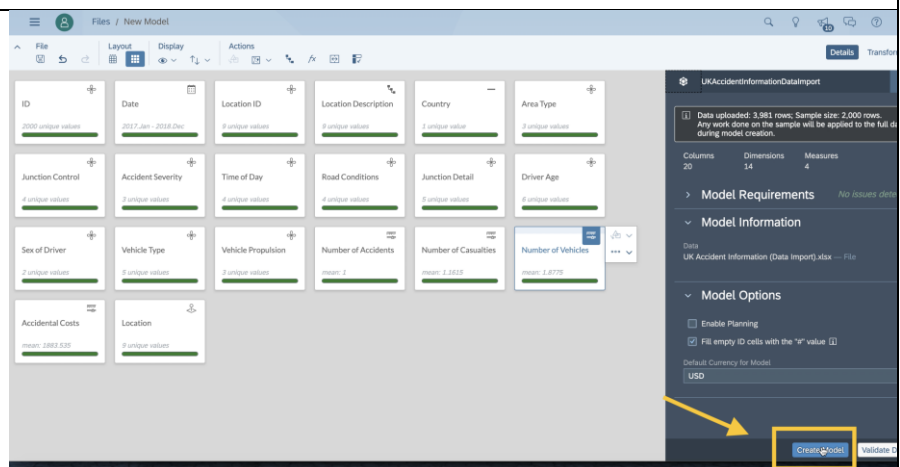 Files / New Model
10
File Layout Display Actions
Details Transfor
ID
2000 unique values
Date
2017.Jan - 2018.Dec
Location ID
9 unique values
Location Description
9 unique values
Country
1 unique value
Area Type
3 unique values
Junction Control
4 unique values
Accident Severity
3 unique values
Time of Day
4 unique values
Road Conditions
4 unique values
Junction Detail
5 unique values
Driver Age
6 unique values
Sex of Driver
2 unique values
Vehicle Type
5 unique values
Vehicle Propulsion
3 unique values
Number of Accidents
mean: 1
Number of Casualties
mean: 1.1615
Number of Vehicles
mean: 1.8775
Accidental Costs
mean: 1883.535
Location
9 unique values
UKAccidentInformationDataImport
Data uploaded: 3,981 rows; Sample size: 2,000 rows.
Any work done on the sample will be applied to the full da
during model creation.
Columns Dimensions Measures
20 14 4
Model Requirements No issues dete
Model Information
Data
UK Accident Information (Data Import).xlsx — File
Model Options
Enable Planning
Fill empty ID cells with the "#" value
Default Currency for Model
USD
Create Model Validate D